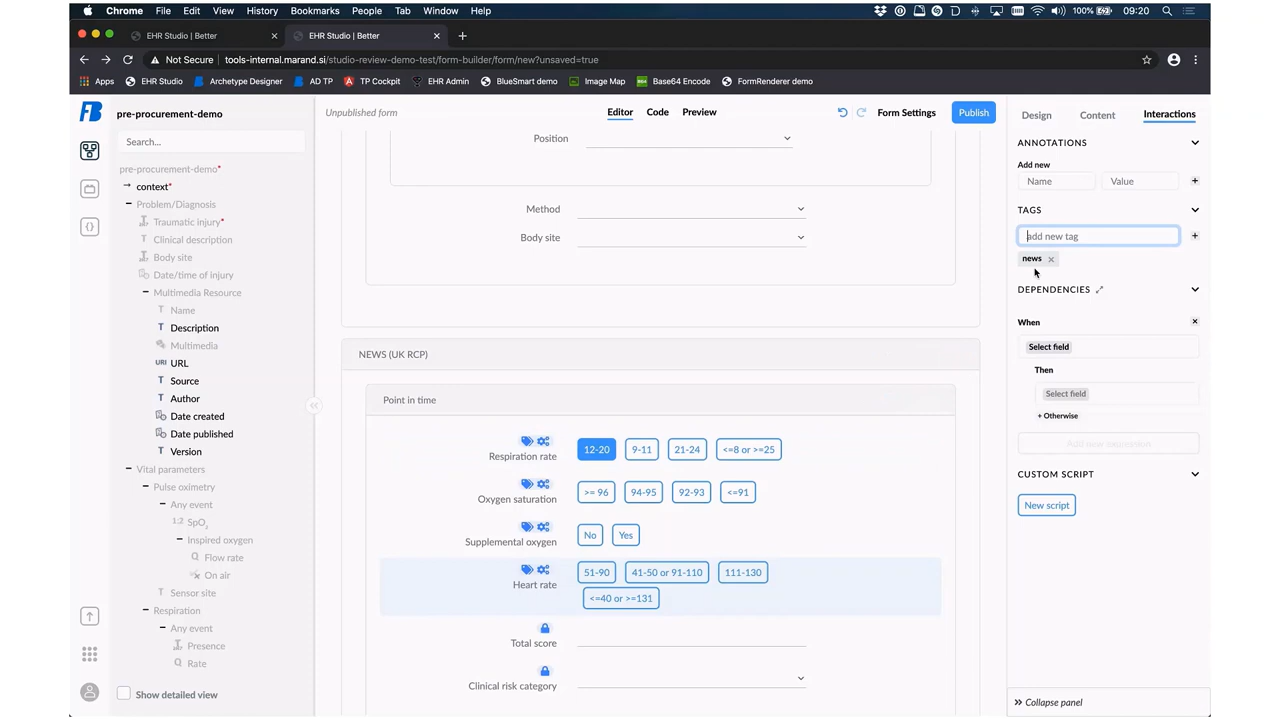 Chrome File Edit View History Bookmarks People Tab Window Help 100% 09:20
EHR Studio | Better EHR Studio | Better
Not Secure tools-internal.marand.si/studio-review-demo-test/form-builder/form/new?unsaved=true
Apps EHR Studio Archetype Designer AD TP TP Cockpit EHR Admin BlueSmart demo Image Map Base64 Encode FormRenderer demo
FB pre-procurement-demo
Unpublished form Editor Code Preview Form Settings Publish
Design Content Interactions
Search...
pre-procurement-demo*
context*
Problem/Diagnosis
Traumatic injury*
Clinical description
Body site
Date/time of injury
Multimedia Resource
Name
Description
Multimedia
URI URL
Source
Author
Date created
Date published
Version
Vital parameters
Pulse oximetry
Any event
1:2 SpO₂
Inspired oxygen
Flow rate
On air
Sensor site
Respiration
Any event
Presence
Rate
Show detailed view
Position
Method
Body site
NEWS (UK RCP)
Point in time
Respiration rate 12-20 9-11 21-24 <=8 or >=25
Oxygen saturation >= 96 94-95 92-93 <=91
Supplemental oxygen No Yes
Heart rate 51-90 41-50 or 91-110 111-130
<=40 or >=131
Total score
Clinical risk category
ANNOTATIONS
Add new
Name Value +
TAGS
add new tag +
news ×
DEPENDENCIES
When ×
Select field
Then
Select field
+ Otherwise
Add new expression
CUSTOM SCRIPT
New script
Collapse panel